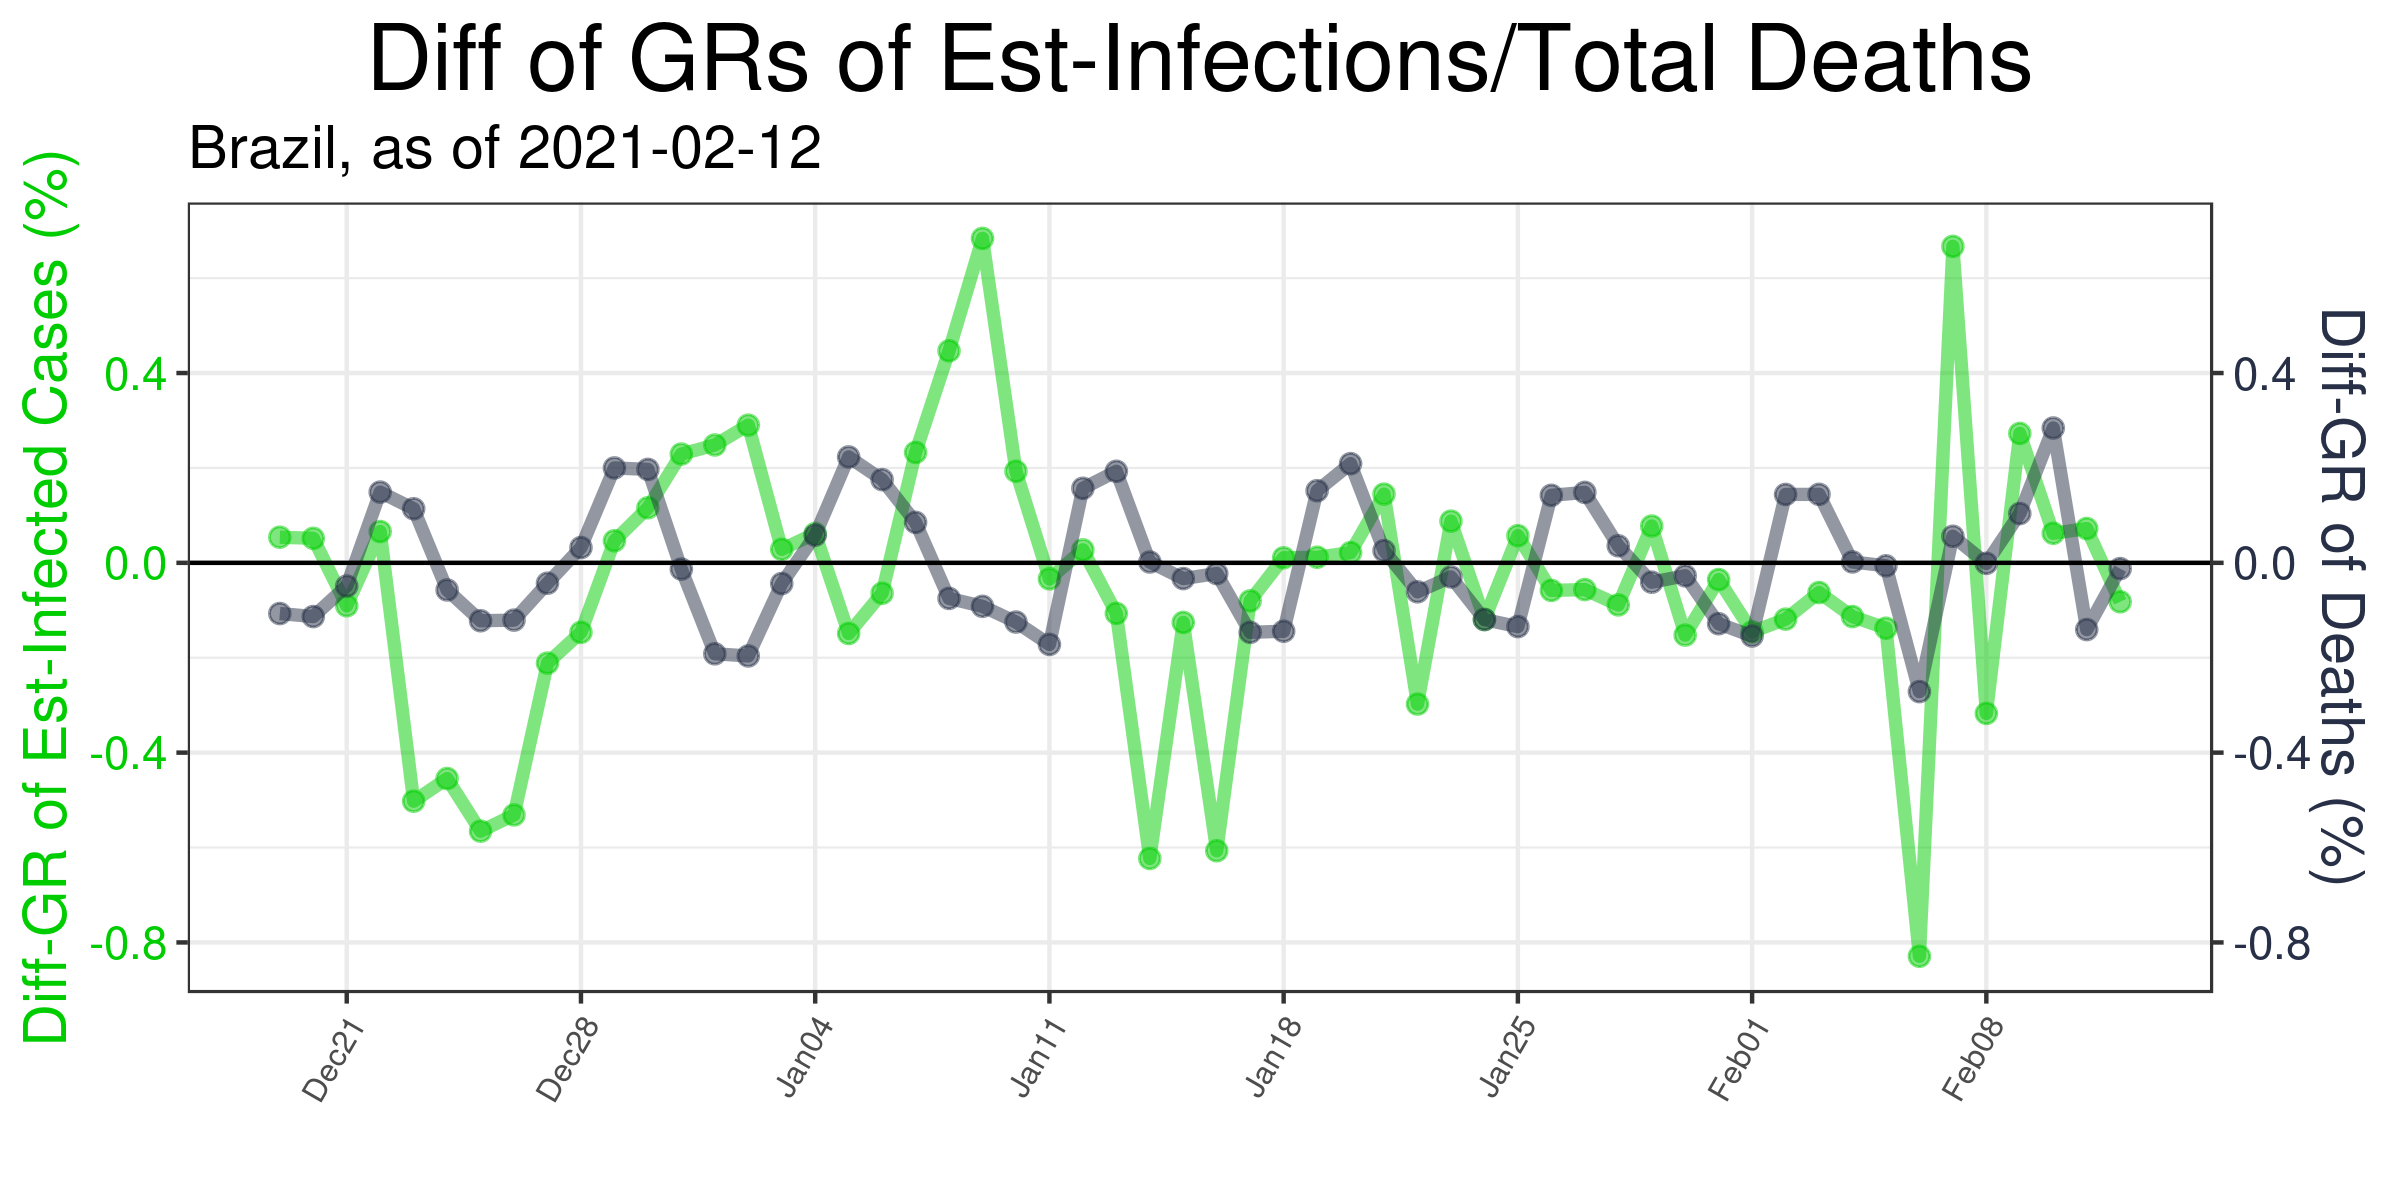 Diff of GRs of Est-Infections/Total Deaths
Brazil, as of 2021-02-12
Diff-GR of Est-Infected Cases (%)
0.4
0.0
-0.4
-0.8
0.4
0.0
-0.4
-0.8
Diff-GR of Deaths (%)
Dec21
Dec28
Jan04
Jan11
Jan18
Jan25
Feb01
Feb08